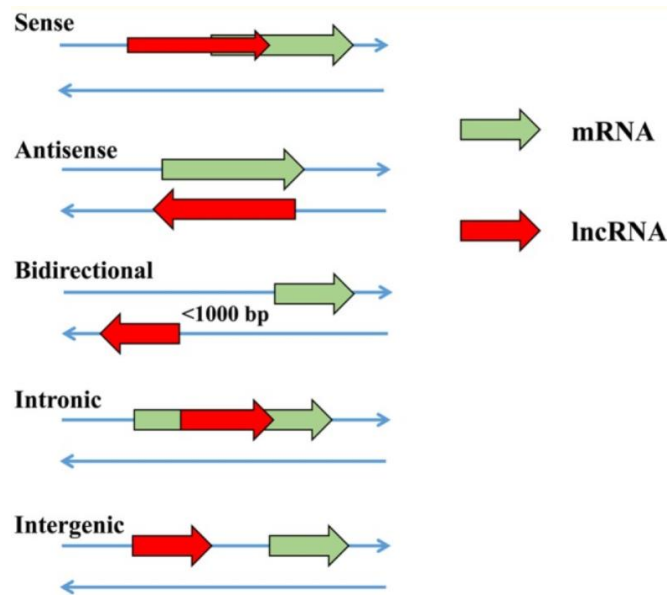 Sense
Antisense
Bidirectional
<1000 bp
Intronic
Intergenic
mRNA
lncRNA